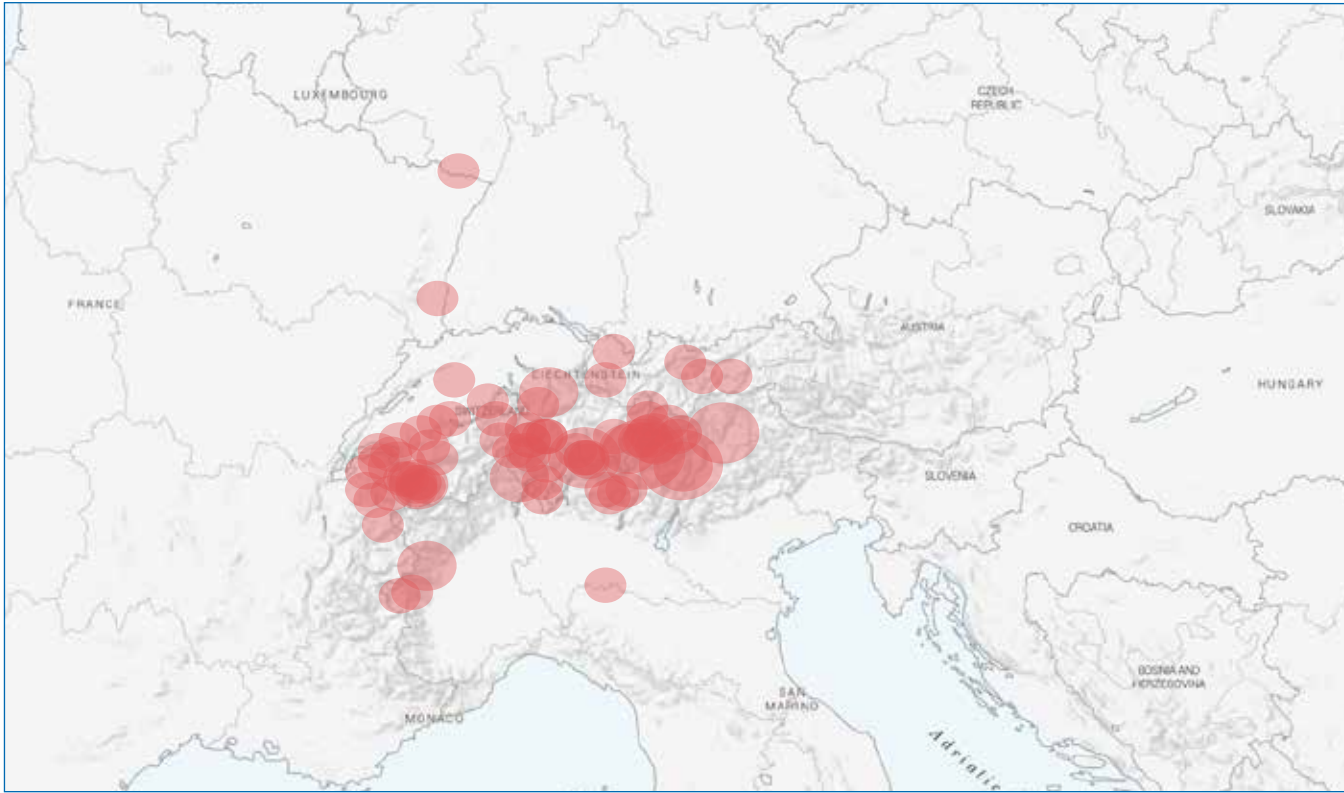 LUXEMBOURG
CZECH
REPUBLIC
SLOVAKIA
FRANCE
AUSTRIA
LIECHTENSTEIN
HUNGARY
SWITZERLAND
SLOVENIA
CROATIA
BOSNIA AND
HERZEGOVINA
SAN
MARINO
MONACO
Adriatic